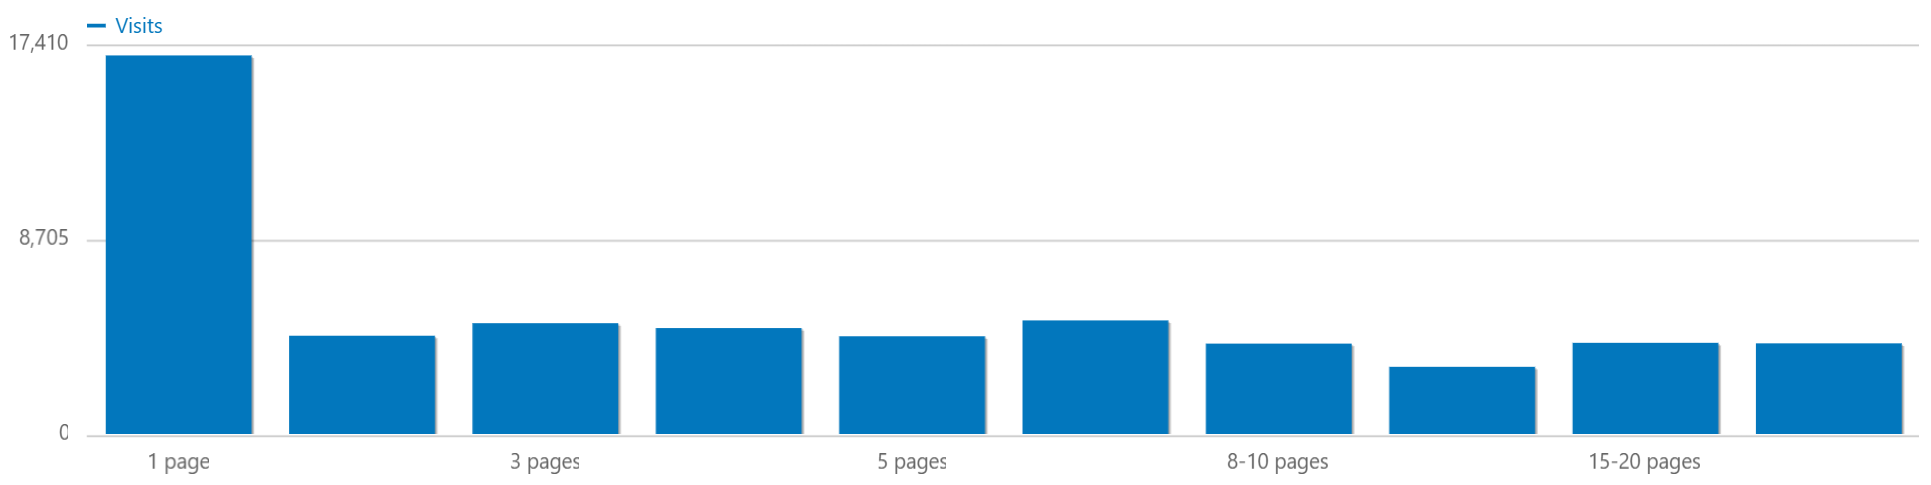 Visits
17,410
8,705
0
1 page
3 pages
5 pages
8-10 pages
15-20 pages